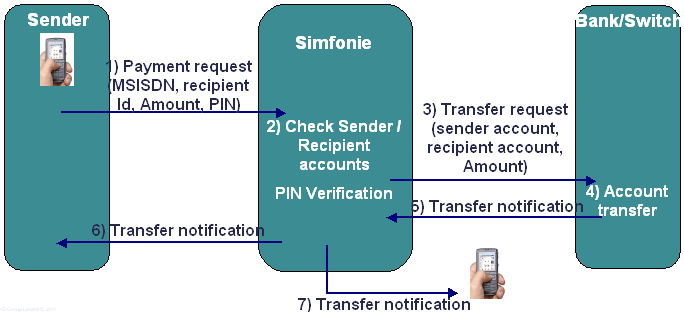 Sender
Simfonie
Bank/Switch
1) Payment request
(MSISDN, recipient
Id, Amount, PIN)
2) Check Sender /
Recipient
accounts
PIN Verification
3) Transfer request
(sender account,
recipient account,
Amount)
4) Account
transfer
5) Transfer notification
6) Transfer notification
7) Transfer notification